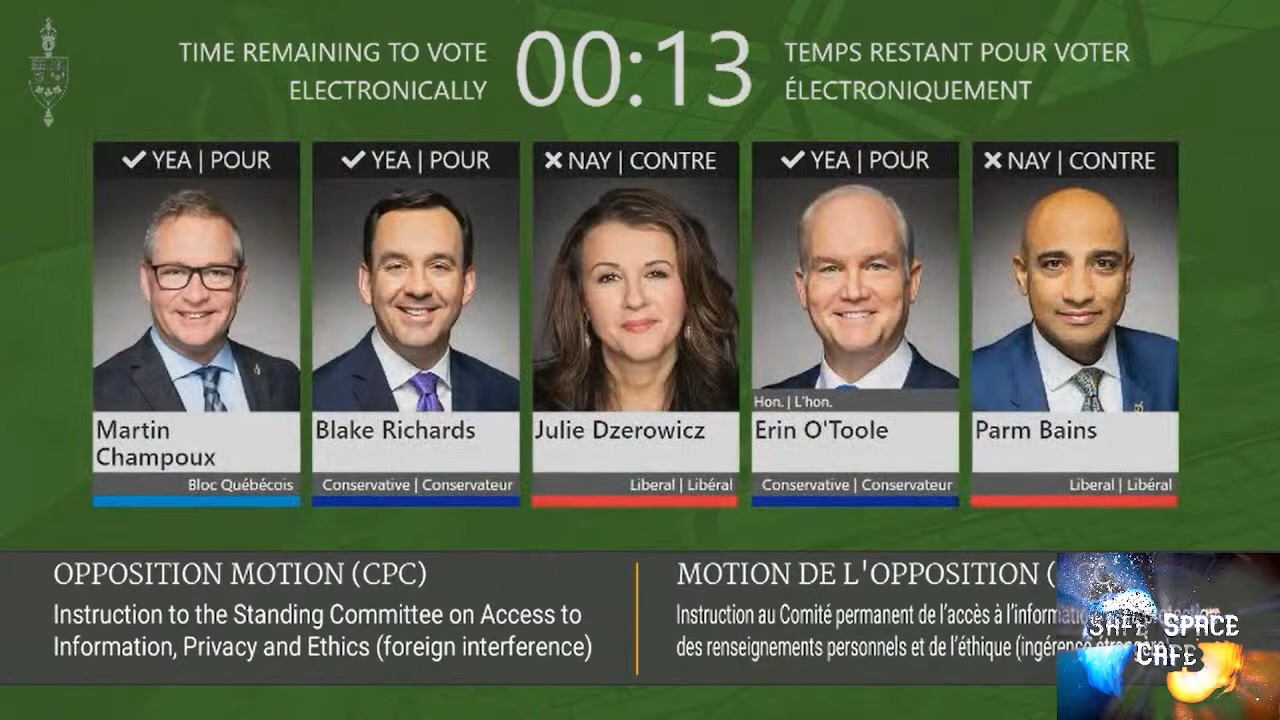 TIME REMAINING TO VOTE
ELECTRONICALLY
00:13
TEMPS RESTANT POUR VOTER
ÉLECTRONIQUEMENT
YEA | POUR
YEA | POUR
NAY | CONTRE
YEA | POUR
NAY | CONTRE
Hon. | L'hon.
Martin
Champoux
Blake Richards
Julie Dzerowicz
Erin O'Toole
Parm Bains
Bloc Québécois
Conservative | Conservateur
Liberal | Libéral
Conservative | Conservateur
Liberal | Libéral
OPPOSITION MOTION (CPC)
Instruction to the Standing Committee on Access to
Information, Privacy and Ethics (foreign interference)
MOTION DE L'OPPOSITION (
Instruction au Comité permanent de l'accès à l'information
des renseignements personnels et de l'éthique (ingérence
SAFE SPACE
CAFE